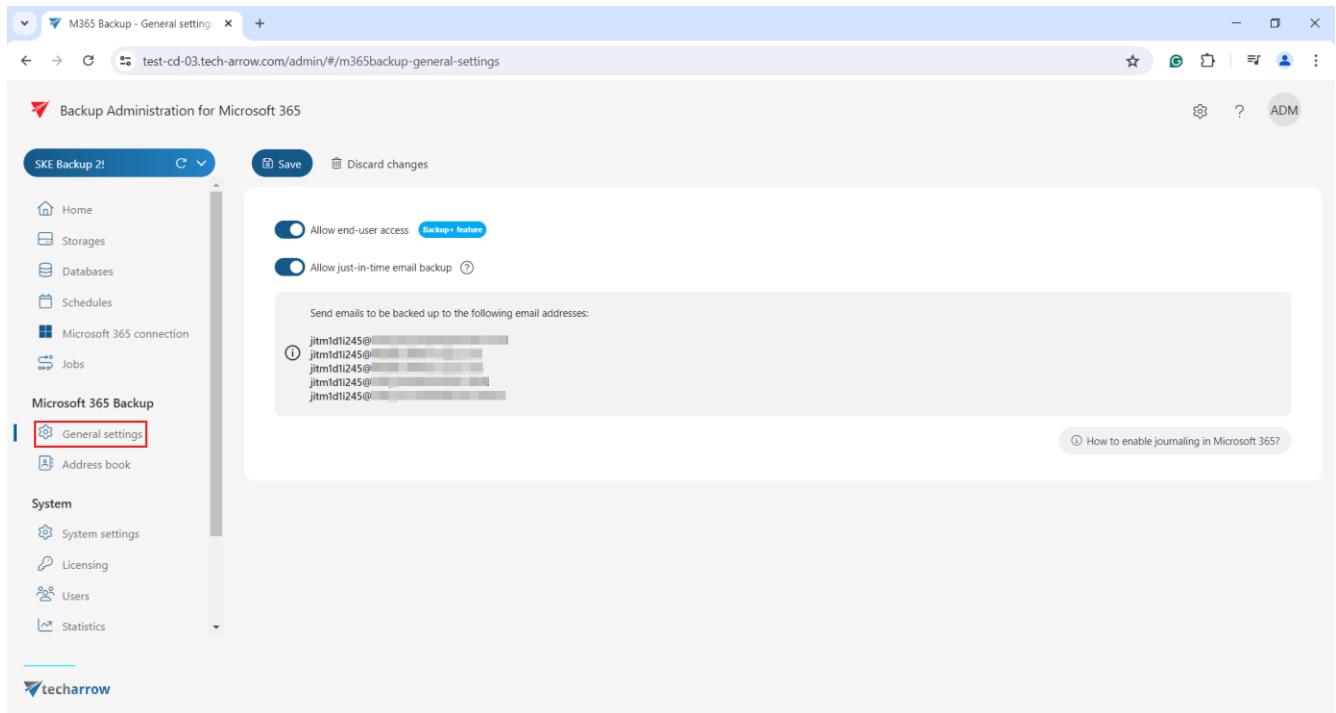 M365 Backup - General setting
test-cd-03.tech-arrow.com/admin/#/m365backup-general-settings
Backup Administration for Microsoft 365
ADM
SKE Backup 2!
Save
Discard changes
Home
Storages
Databases
Schedules
Microsoft 365 connection
Jobs
Microsoft 365 Backup
General settings
Address book
System
System settings
Licensing
Users
Statistics
techarrow
Allow end-user access Backup+ feature
Allow just-in-time email backup
Send emails to be backed up to the following email addresses:
jitm1d1i245@
jitm1d1i245@
jitm1d1i245@
jitm1d1i245@
jitm1d1i245@
How to enable journaling in Microsoft 365?